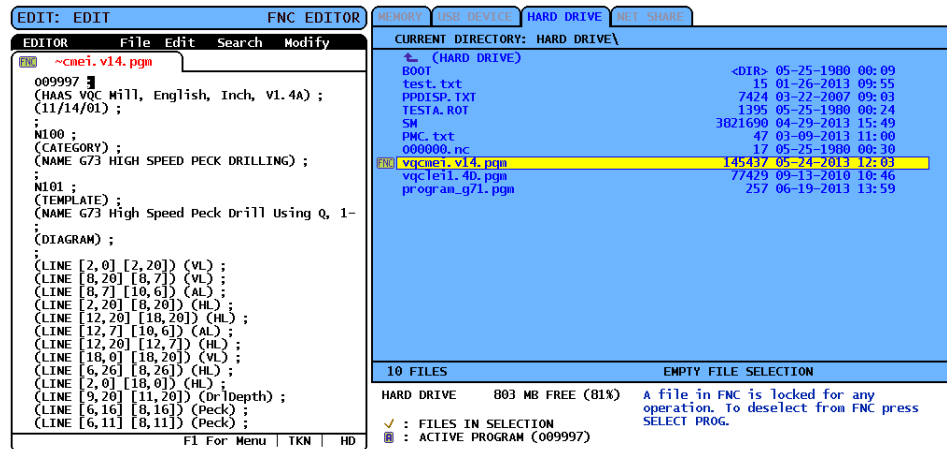 EDIT: EDIT FNC EDITOR
EDITOR File Edit Search Modify
FNC ~cmei.v14.pgm
O09997 ;
(HAAS VQC Mill, English, Inch, V1.4A) ;
(11/14/01) ;
;
N100 ;
(CATEGORY) ;
(NAME G73 HIGH SPEED PECK DRILLING) ;
;
N101 ;
(TEMPLATE) ;
(NAME G73 High Speed Peck Drill Using Q, 1-
;
(DIAGRAM) ;
;
(LINE [2,0] [2,20]) (VL) ;
(LINE [8,20] [8,7]) (VL) ;
(LINE [8,7] [10,6]) (AL) ;
(LINE [2,20] [8,20]) (HL) ;
(LINE [12,20] [18,20]) (HL) ;
(LINE [12,7] [10,6]) (AL) ;
(LINE [12,20] [12,7]) (HL) ;
(LINE [18,0] [18,20]) (VL) ;
(LINE [6,26] [8,26]) (HL) ;
(LINE [2,0] [18,0]) (HL) ;
(LINE [9,20] [11,20]) (DrlDepth) ;
(LINE [6,16] [8,16]) (Peck) ;
(LINE [6,11] [8,11]) (Peck) ;
F1 For Menu TKN HD
MEMORY USB DEVICE HARD DRIVE NET SHARE
CURRENT DIRECTORY: HARD DRIVE\
(HARD DRIVE)
BOOT <DIR> 05-25-1980 00:09
test.txt 15 01-26-2013 09:55
PPDISP.TXT 7424 03-22-2007 09:03
TESTA.ROT 1395 05-25-1980 00:24
SM 3821690 04-29-2013 15:49
PMC.txt 47 03-09-2013 11:00
O00000.nc 17 05-25-1980 00:30
FNC vqcmei.v14.pgm 145437 05-24-2013 12:03
vqclei1.4D.pgm 77429 09-13-2010 10:46
program_g71.pgm 257 06-19-2013 13:59
10 FILES EMPTY FILE SELECTION
HARD DRIVE 803 MB FREE (81%)
✓ : FILES IN SELECTION
A : ACTIVE PROGRAM (O09997)
A file in FNC is locked for any
operation. To deselect from FNC press
SELECT PROG.